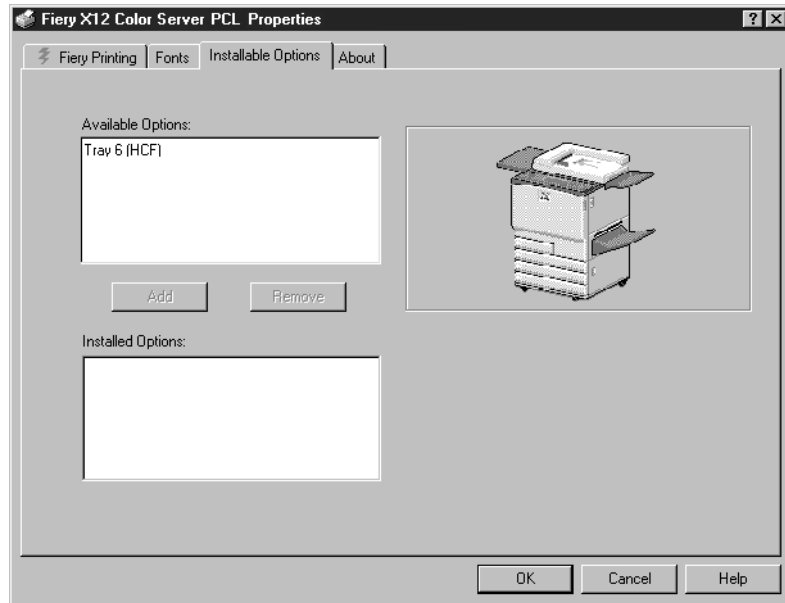 Fiery X12 Color Server PCL Properties
Fiery Printing
Fonts
Installable Options
About
Available Options:
Tray 6 (HCF)
Add
Remove
Installed Options:
OK
Cancel
Help